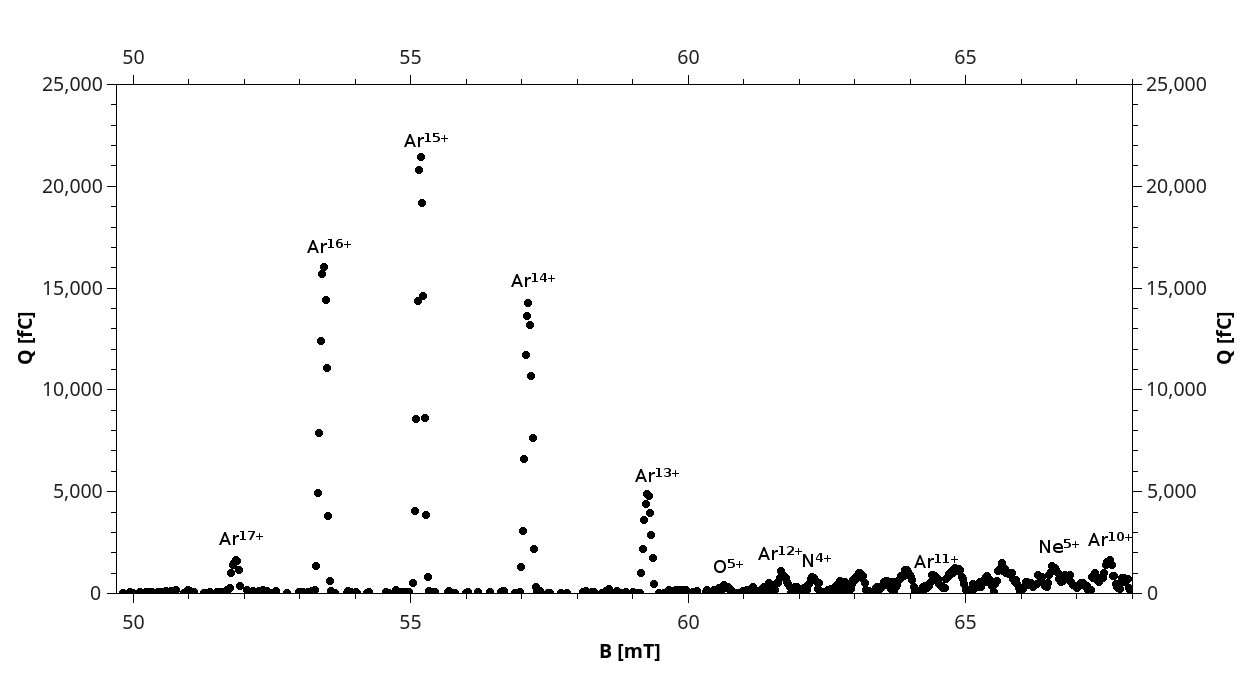 50 55 60 65
25,000 25,000
Ar¹⁵⁺
20,000 20,000
Ar¹⁶⁺
Ar¹⁴⁺
15,000 15,000
Q [fC] Q [fC]
10,000 10,000
Ar¹³⁺
5,000 5,000
Ar¹⁷⁺ O⁵⁺ Ar¹²⁺ N⁴⁺ Ar¹¹⁺ Ne⁵⁺ Ar¹⁰⁺
0 0
50 55 60 65
B [mT]